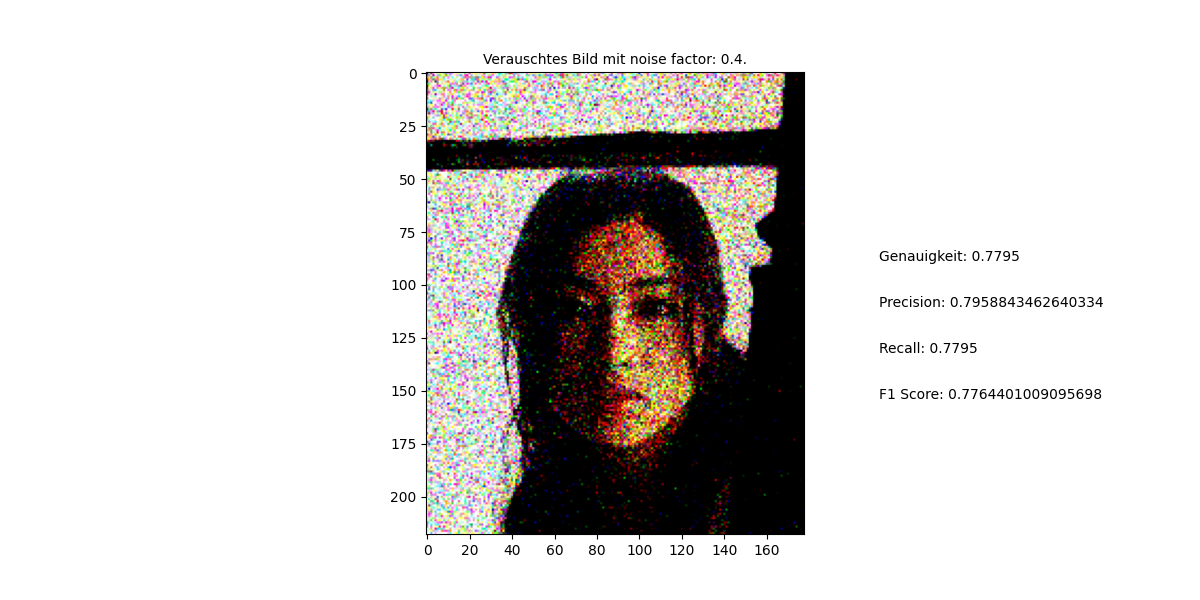 Verauschtes Bild mit noise factor: 0.4.
0
25
50
75
100
125
150
175
200
0 20 40 60 80 100 120 140 160
Genauigkeit: 0.7795
Precision: 0.7958843462640334
Recall: 0.7795
F1 Score: 0.7764401009095698